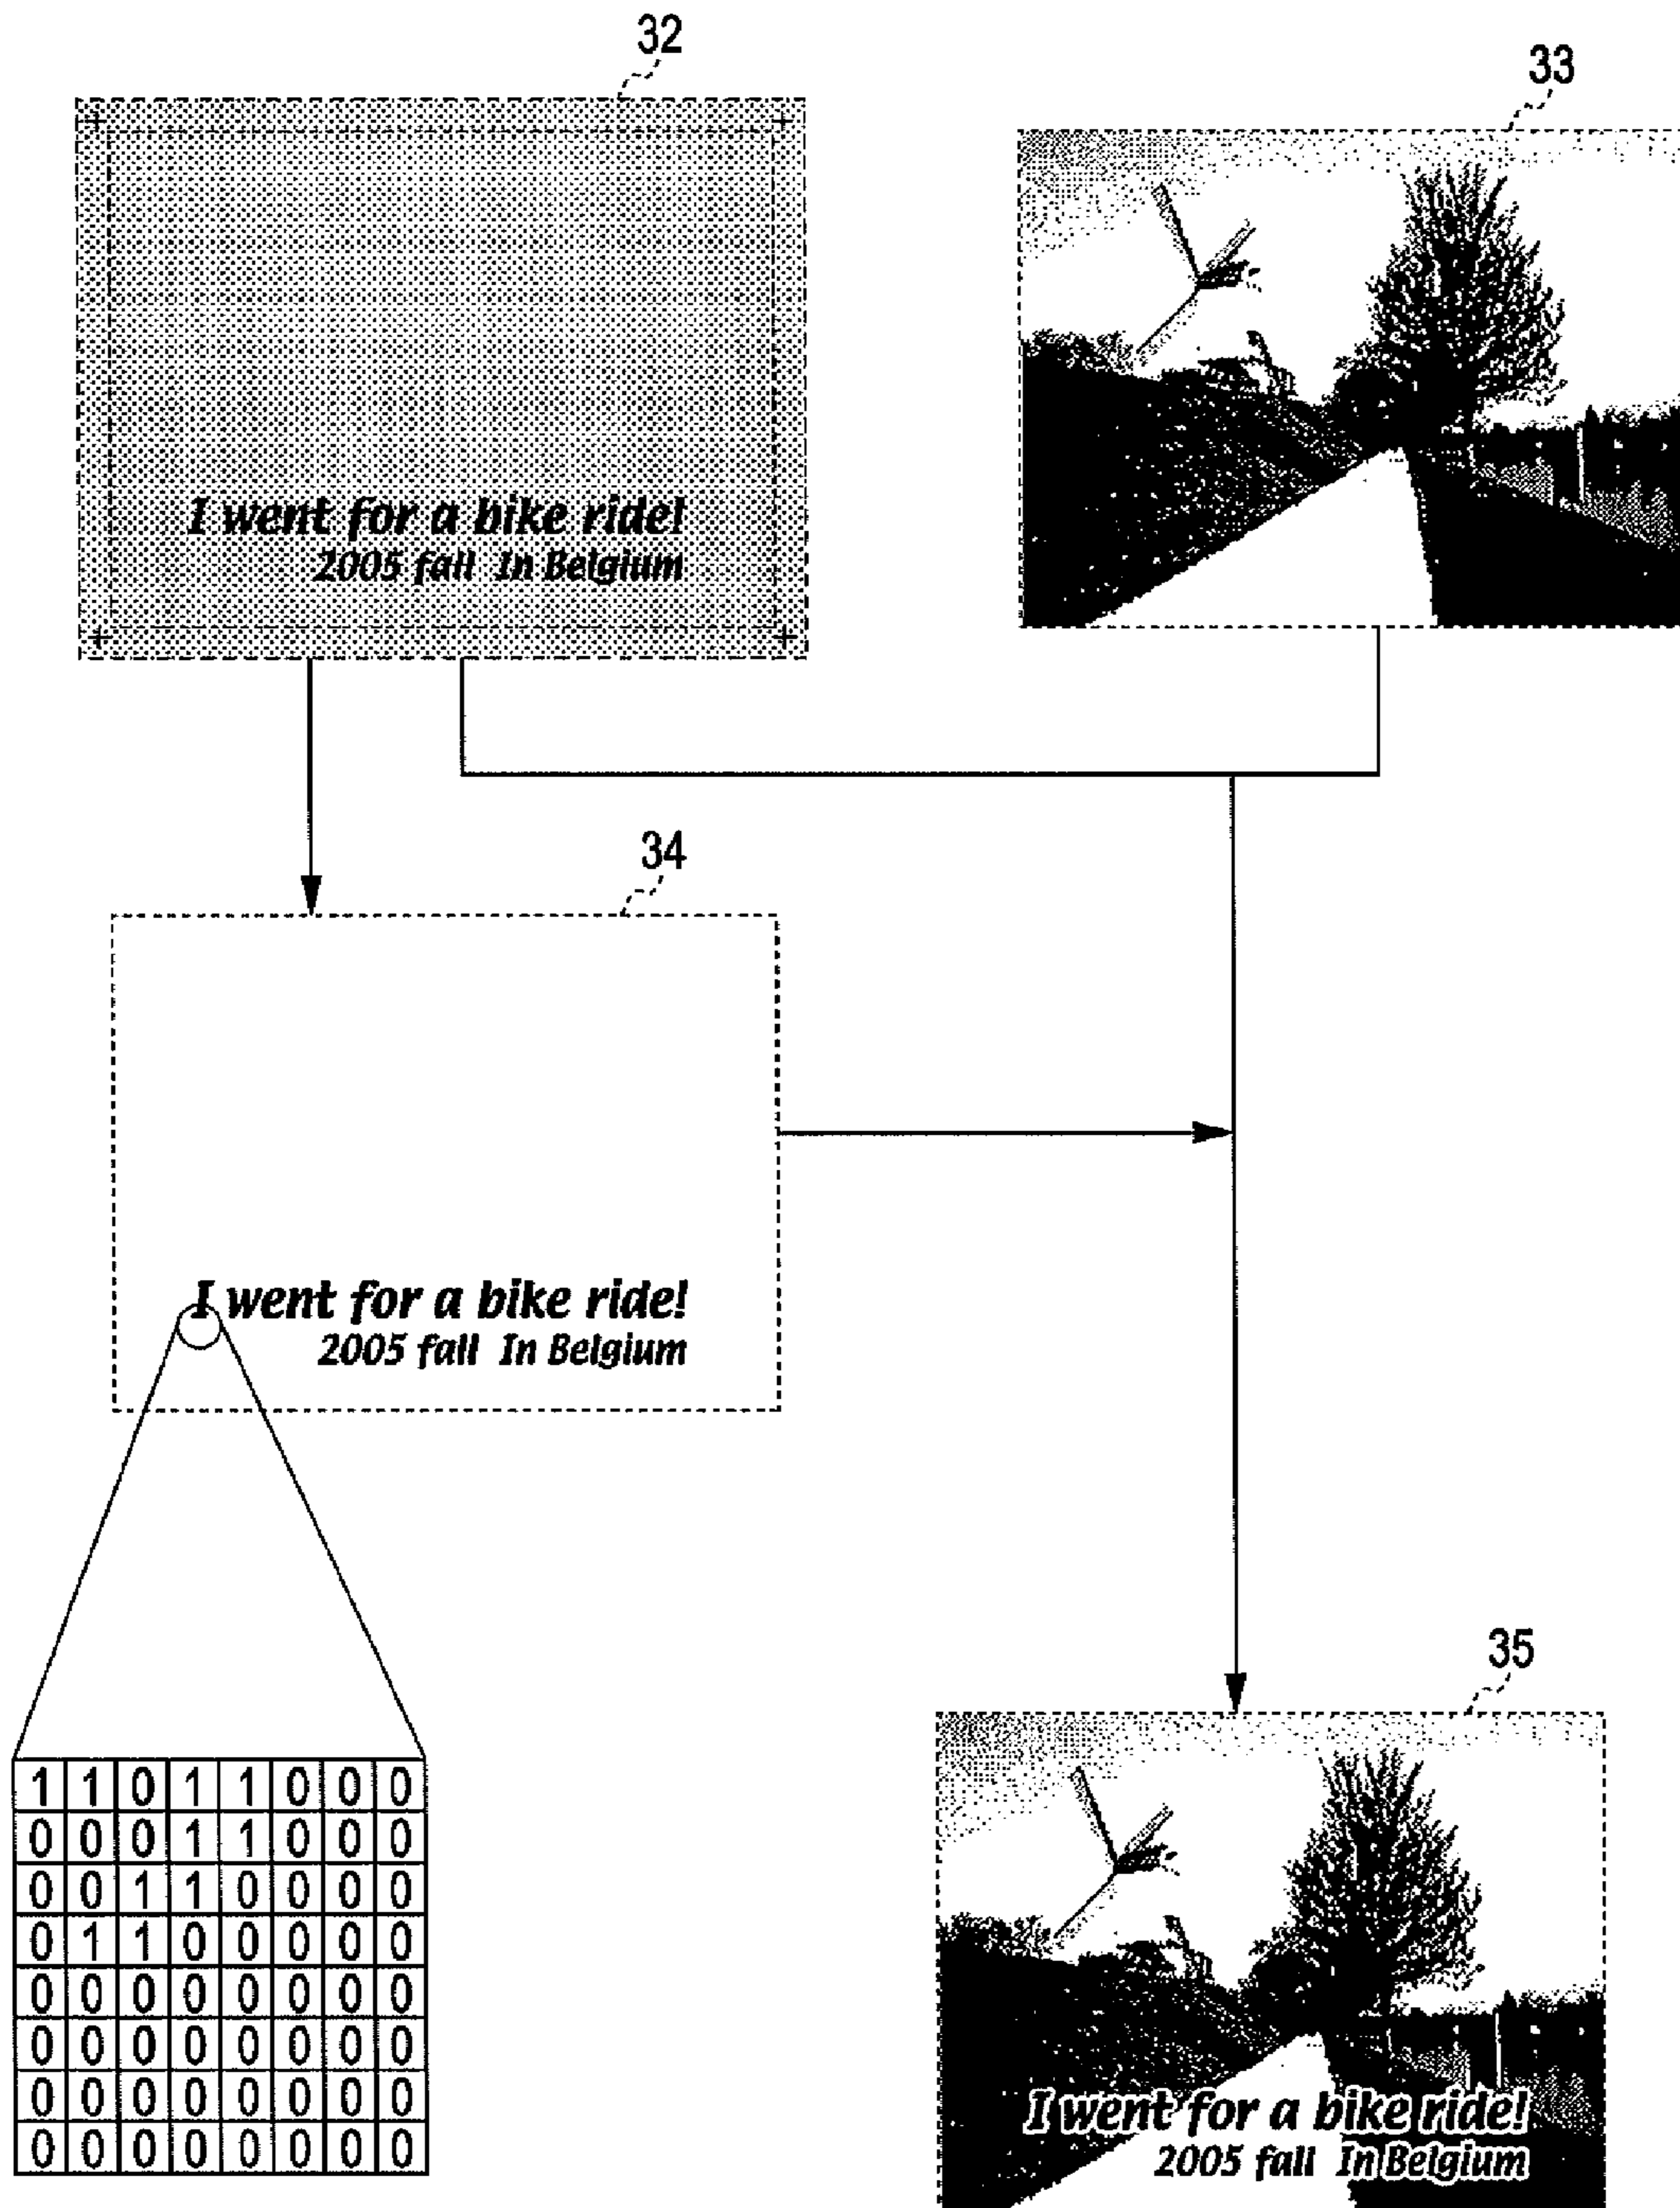 32
33
I went for a bike ride!
2005 fall In Belgium
34
I went for a bike ride!
2005 fall In Belgium
35
1 1 0 1 1 0 0 0
0 0 0 1 1 0 0 0
0 0 1 1 0 0 0 0
0 1 1 0 0 0 0 0
0 0 0 0 0 0 0 0
0 0 0 0 0 0 0 0
0 0 0 0 0 0 0 0
0 0 0 0 0 0 0 0
I went for a bike ride!
2005 fall In Belgium